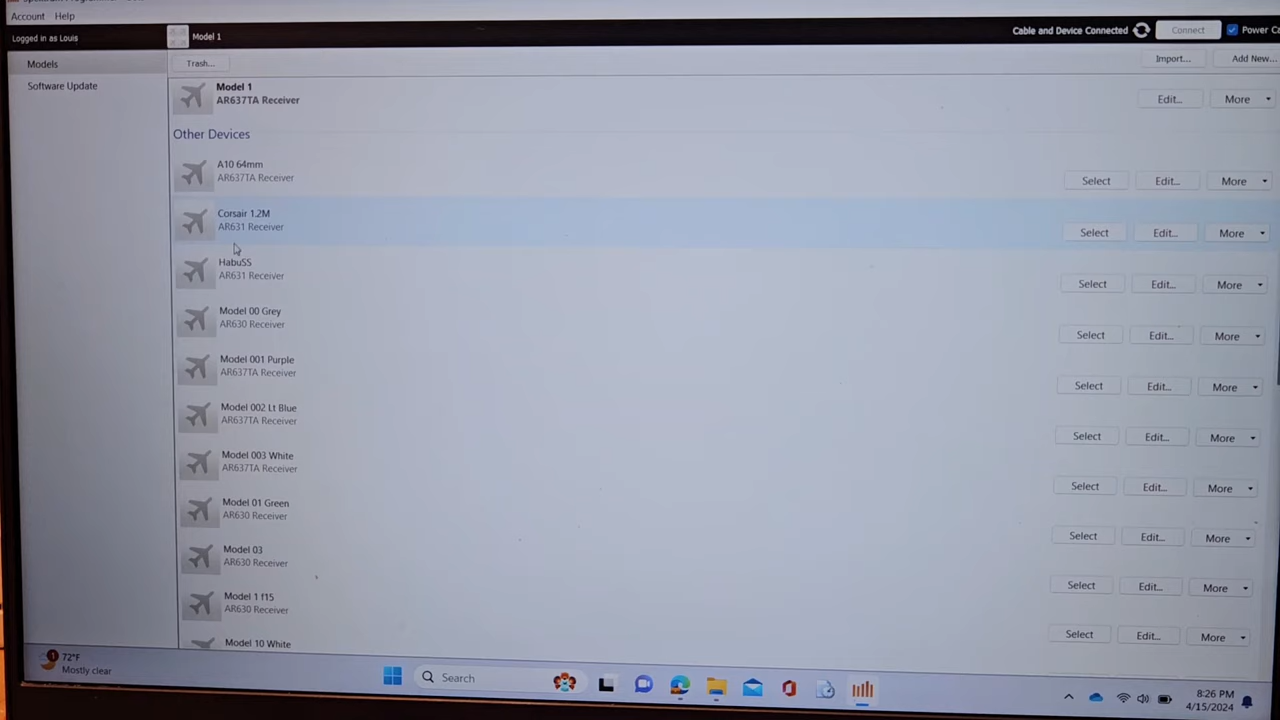 Account Help
Logged in as Louis
Model 1
Cable and Device Connected
Connect
Power
Models
Trash...
Import...
Add New...
Software Update
Model 1
AR637TA Receiver
Edit...
More
Other Devices
A10 64mm
AR637TA Receiver
Select
Edit...
More
Corsair 1.2M
AR631 Receiver
Select
Edit...
More
HabuSS
AR631 Receiver
Select
Edit...
More
Model 00 Grey
AR630 Receiver
Select
Edit...
More
Model 001 Purple
AR637TA Receiver
Select
Edit...
More
Model 002 Lt Blue
AR637TA Receiver
Select
Edit...
More
Model 003 White
AR637TA Receiver
Select
Edit...
More
Model 01 Green
AR630 Receiver
Select
Edit...
More
Model 03
AR630 Receiver
Select
Edit...
More
Model 1 f15
AR630 Receiver
Select
Edit...
More
Model 10 White
1
72°F
Mostly clear
Search
8:26 PM
4/15/2024